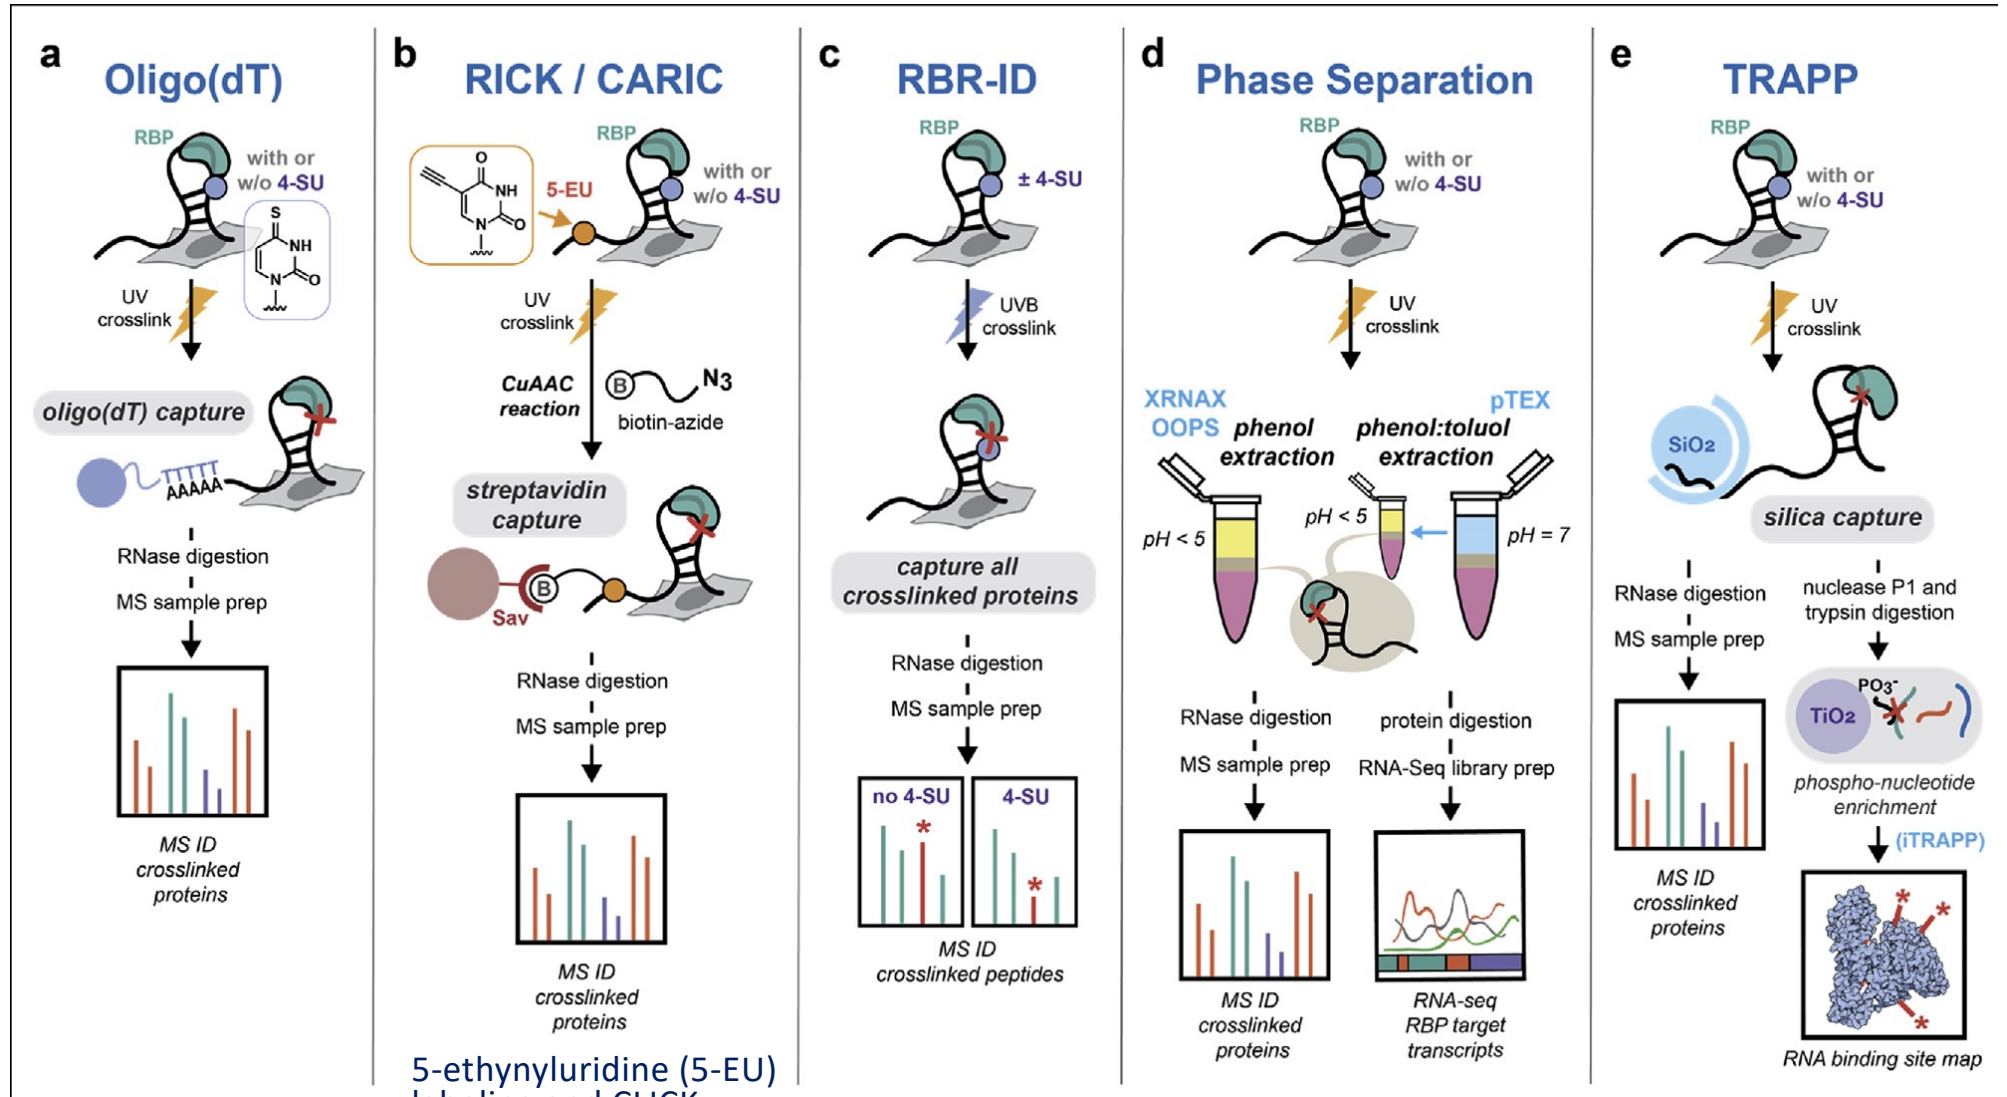 a
Oligo(dT)
RBP
with or
w/o 4-SU
S
NH
N
O
UV
crosslink
oligo(dT) capture
TTTTT
AAAAA
RNase digestion
MS sample prep
MS ID
crosslinked
proteins
b
RICK / CARIC
O
NH
N
O
5-EU
RBP
with or
w/o 4-SU
UV
crosslink
CuAAC
reaction
B
N3
biotin-azide
streptavidin
capture
B
Sav
RNase digestion
MS sample prep
MS ID
crosslinked
proteins
5-ethynyluridine (5-EU)
c
RBR-ID
RBP
± 4-SU
UVB
crosslink
capture all
crosslinked proteins
RNase digestion
MS sample prep
no 4-SU
*
4-SU
*
MS ID
crosslinked peptides
d
Phase Separation
RBP
with or
w/o 4-SU
UV
crosslink
XRNAX
OOPS
phenol
extraction
pTEX
phenol:toluol
extraction
pH < 5
pH < 5
pH = 7
RNase digestion
MS sample prep
MS ID
crosslinked
proteins
protein digestion
RNA-Seq library prep
RNA-seq
RBP target
transcripts
e
TRAPP
RBP
with or
w/o 4-SU
UV
crosslink
SiO2
silica capture
RNase digestion
MS sample prep
MS ID
crosslinked
proteins
nuclease P1 and
trypsin digestion
PO3-
TiO2
phospho-nucleotide
enrichment
(iTRAPP)
*
*
*
RNA binding site map